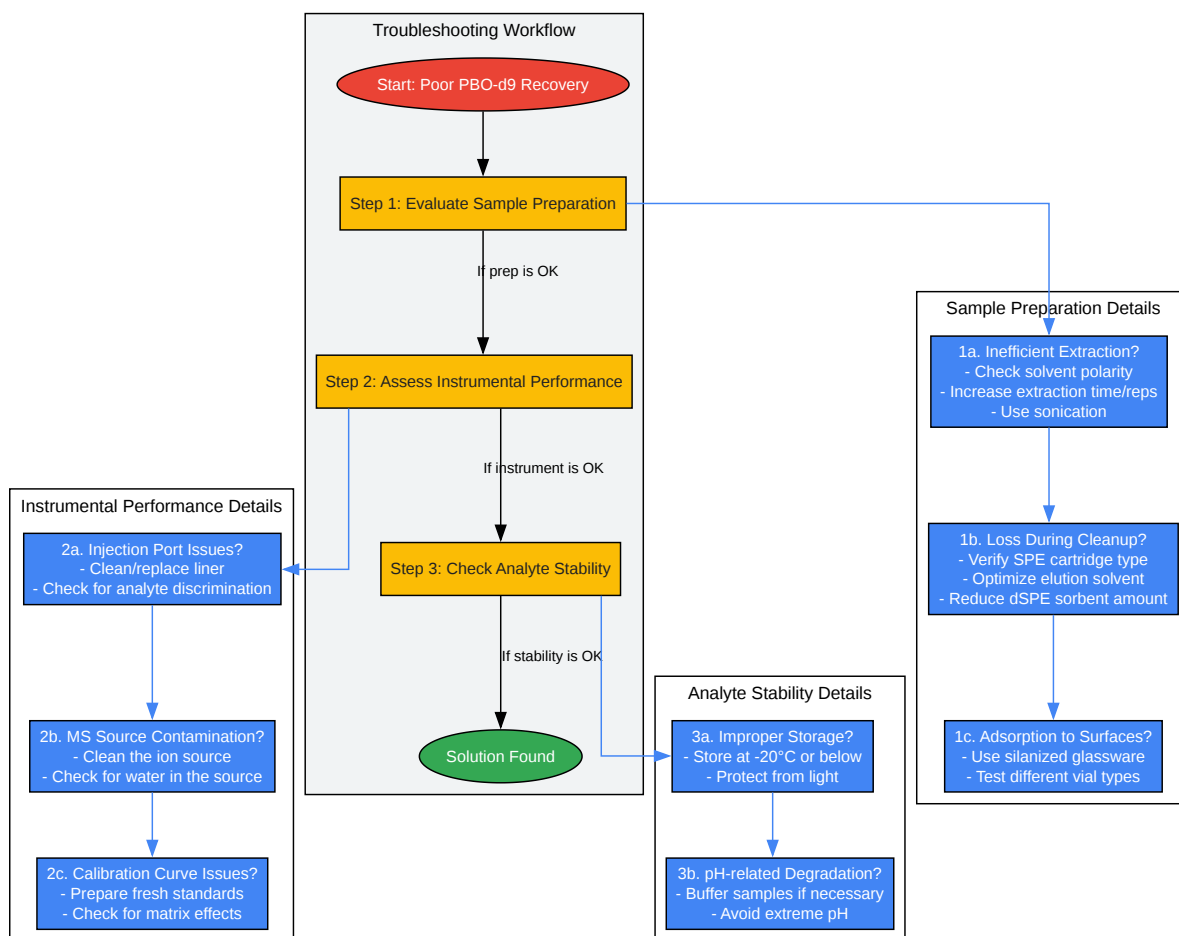 Troubleshooting Workflow
Start: Poor PBO-d9 Recovery
Step 1: Evaluate Sample Preparation
If prep is OK
Step 2: Assess Instrumental Performance
If instrument is OK
Step 3: Check Analyte Stability
If stability is OK
Solution Found
Sample Preparation Details
1a. Inefficient Extraction?
- Check solvent polarity
- Increase extraction time/reps
- Use sonication
1b. Loss During Cleanup?
- Verify SPE cartridge type
- Optimize elution solvent
- Reduce dSPE sorbent amount
1c. Adsorption to Surfaces?
- Use silanized glassware
- Test different vial types
Instrumental Performance Details
2a. Injection Port Issues?
- Clean/replace liner
- Check for analyte discrimination
2b. MS Source Contamination?
- Clean the ion source
- Check for water in the source
2c. Calibration Curve Issues?
- Prepare fresh standards
- Check for matrix effects
Analyte Stability Details
3a. Improper Storage?
- Store at -20°C or below
- Protect from light
3b. pH-related Degradation?
- Buffer samples if necessary
- Avoid extreme pH